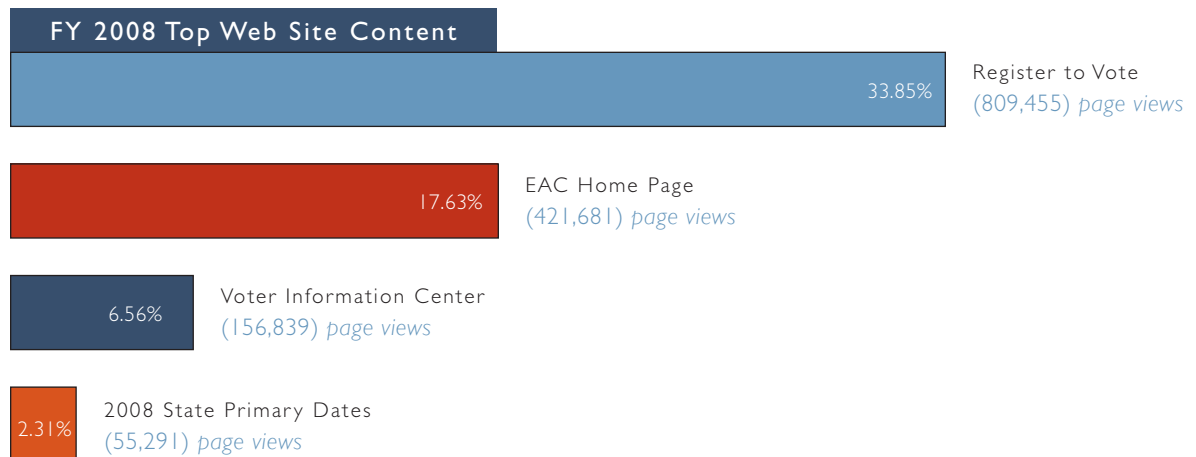 FY 2008 Top Web Site Content
33.85%
Register to Vote
(809,455) page views
17.63%
EAC Home Page
(421,681) page views
6.56%
Voter Information Center
(156,839) page views
2.31%
2008 State Primary Dates
(55,291) page views